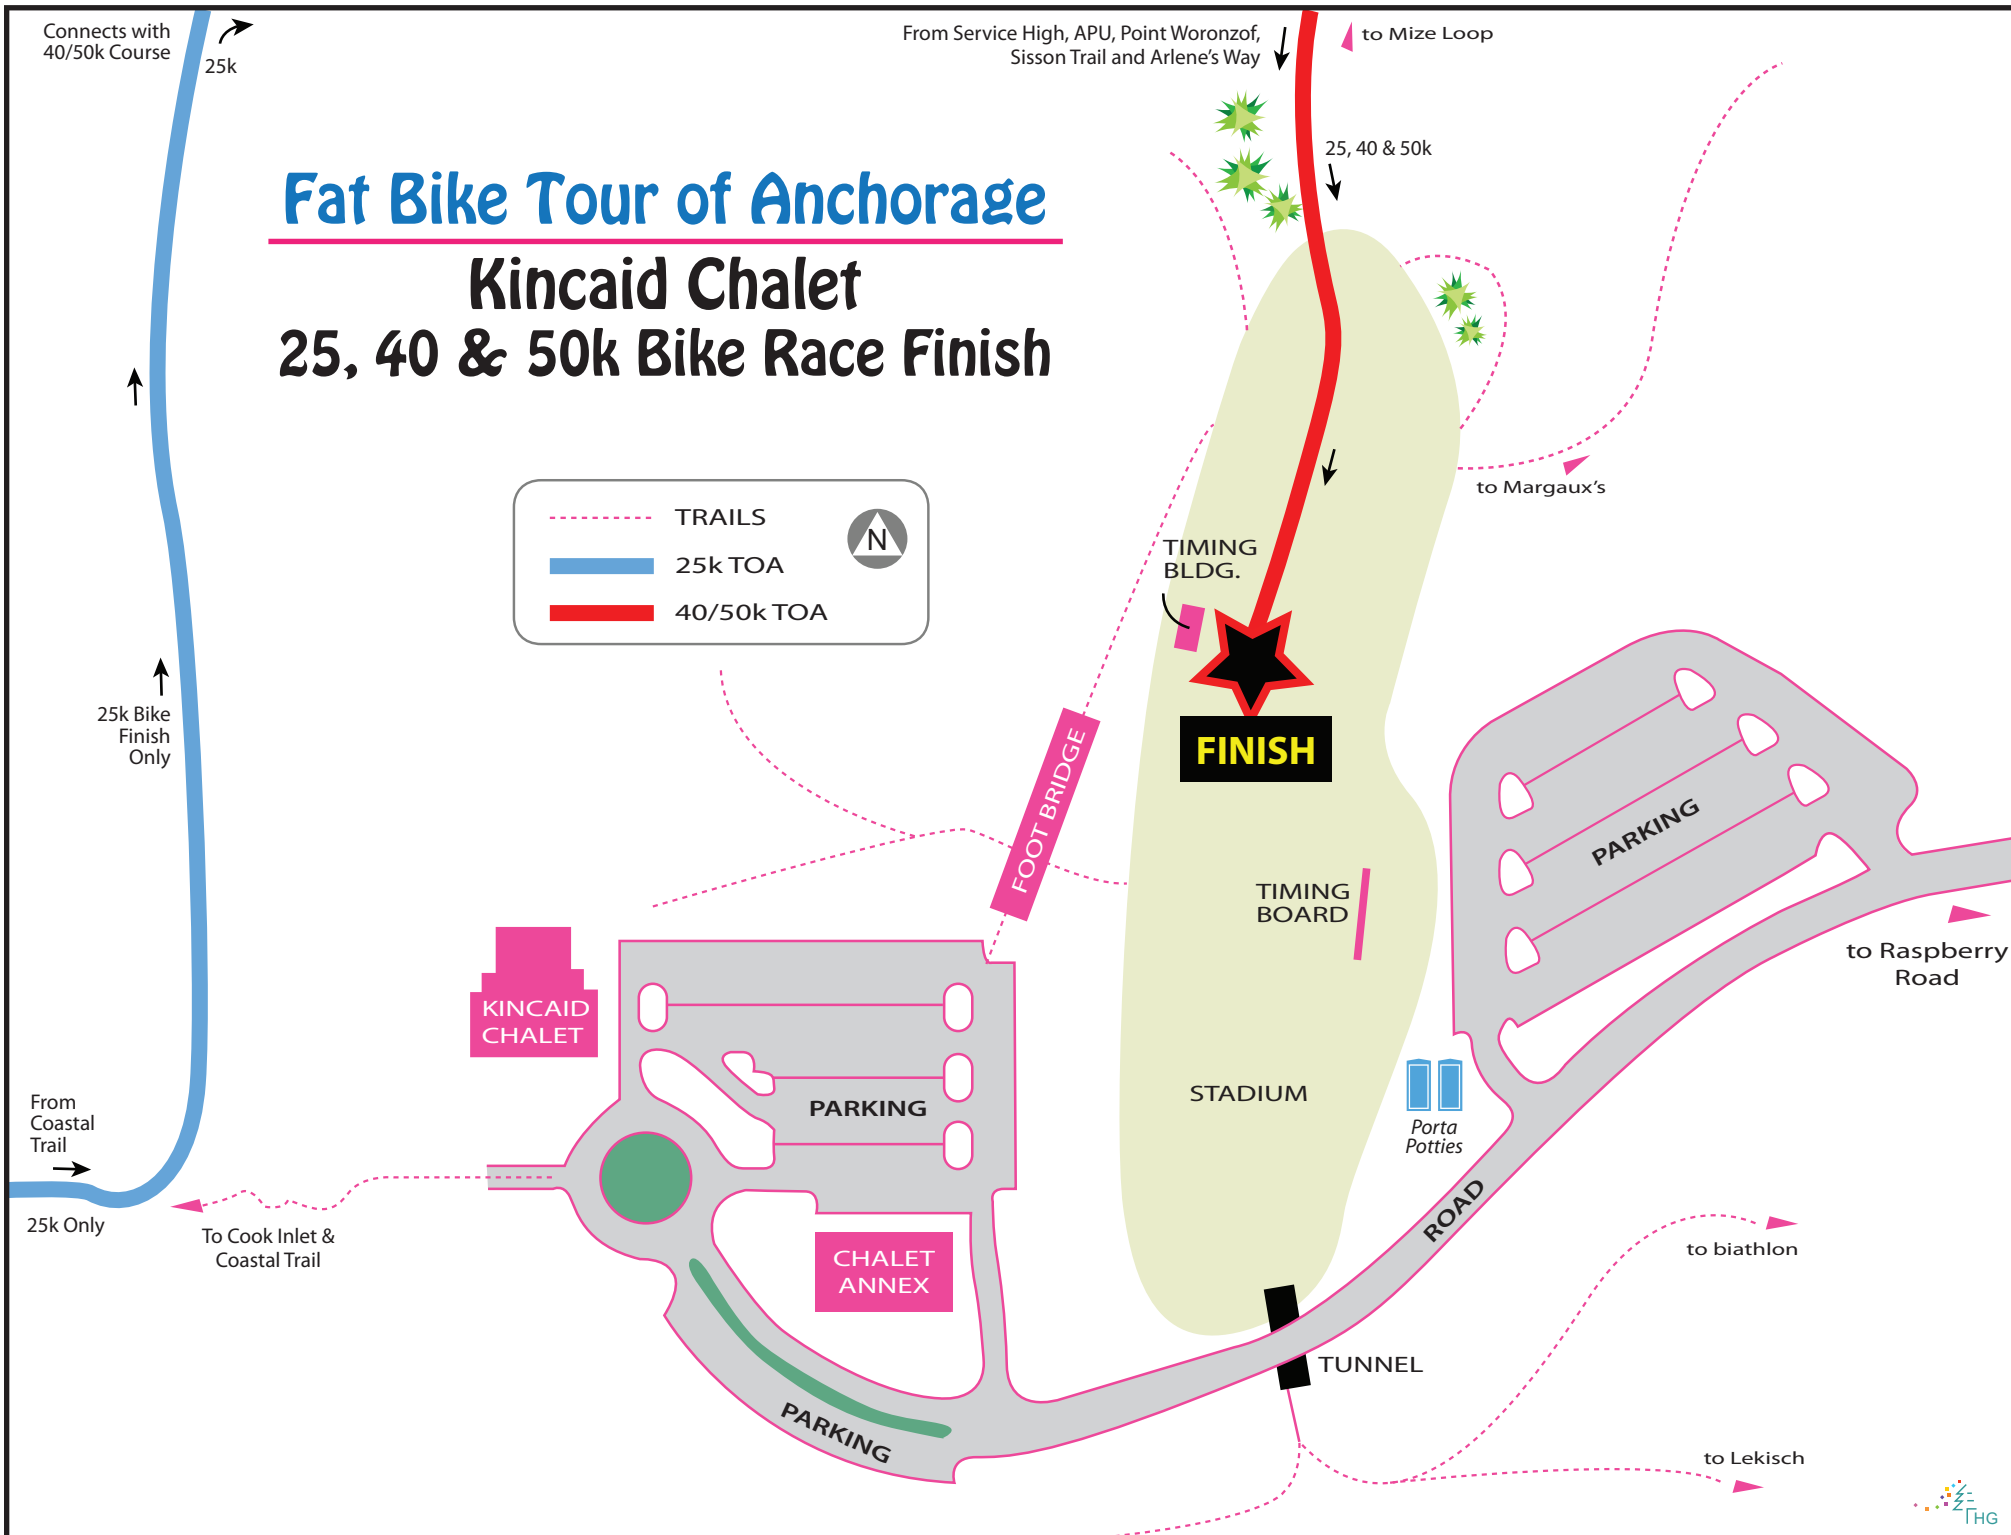 Connects with
40/50k Course
25k
From Service High, APU, Point Woronzof,
Sisson Trail and Arlene's Way
to Mize Loop
25, 40 & 50k
Fat Bike Tour of Anchorage
Kincaid Chalet
25, 40 & 50k Bike Race Finish
TRAILS
25k TOA
40/50k TOA
N
to Margaux's
TIMING
BLDG.
25k Bike
Finish
Only
FINISH
FOOT BRIDGE
PARKING
TIMING
BOARD
to Raspberry
Road
KINCAID
CHALET
PARKING
STADIUM
Porta
Potties
From
Coastal
Trail
25k Only
To Cook Inlet &
Coastal Trail
CHALET
ANNEX
ROAD
to biathlon
TUNNEL
PARKING
to Lekisch
THG